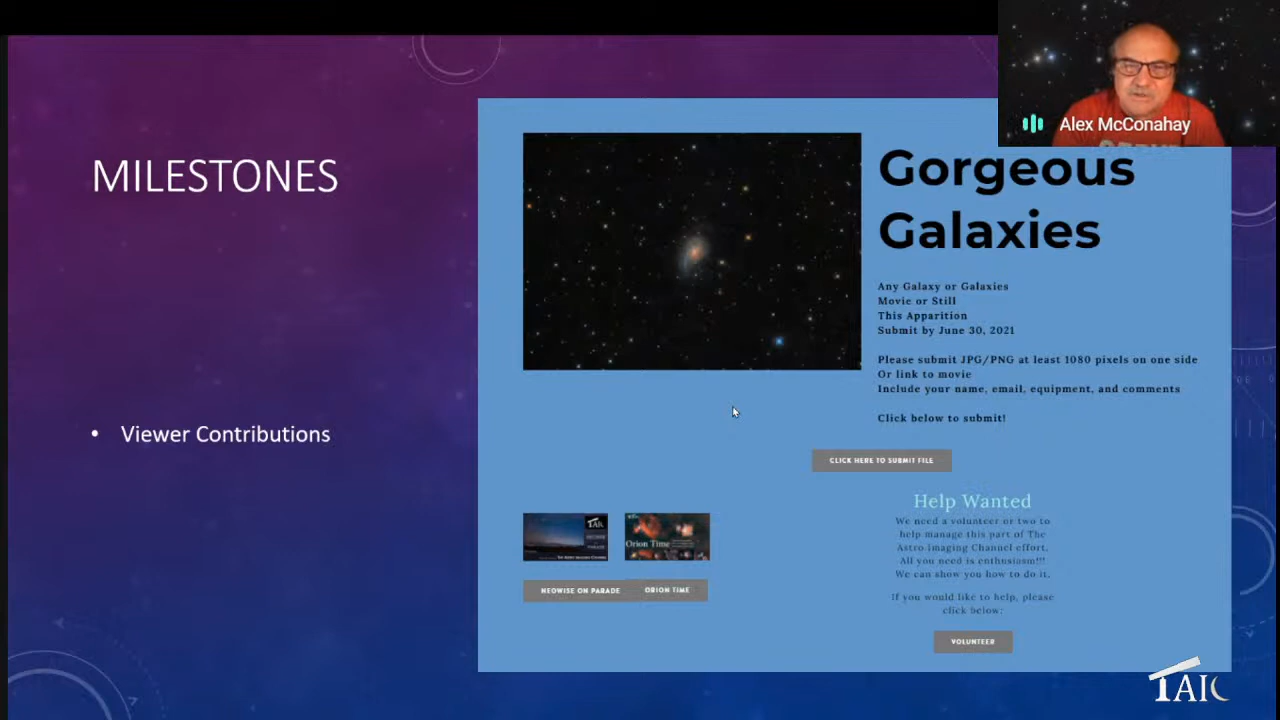 Alex McConahay
MILESTONES
• Viewer Contributions
Gorgeous
Galaxies
Any Galaxy or Galaxies
Movie or Still
This Apparition
Submit by June 30, 2021
Please submit JPG/PNG at least 1080 pixels on one side
Or link to movie
Include your name, email, equipment, and comments
Click below to submit!
CLICK HERE TO SUBMIT FILE
TAIC
Orion Time
NEOWISE ON PARADE
ORION TIME
Help Wanted
We need a volunteer or two to
help manage this part of The
Astro Imaging Channel effort.
All you need is enthusiasm!!!
We can show you how to do it.
If you would like to help, please
click below:
VOLUNTEER
TAIC